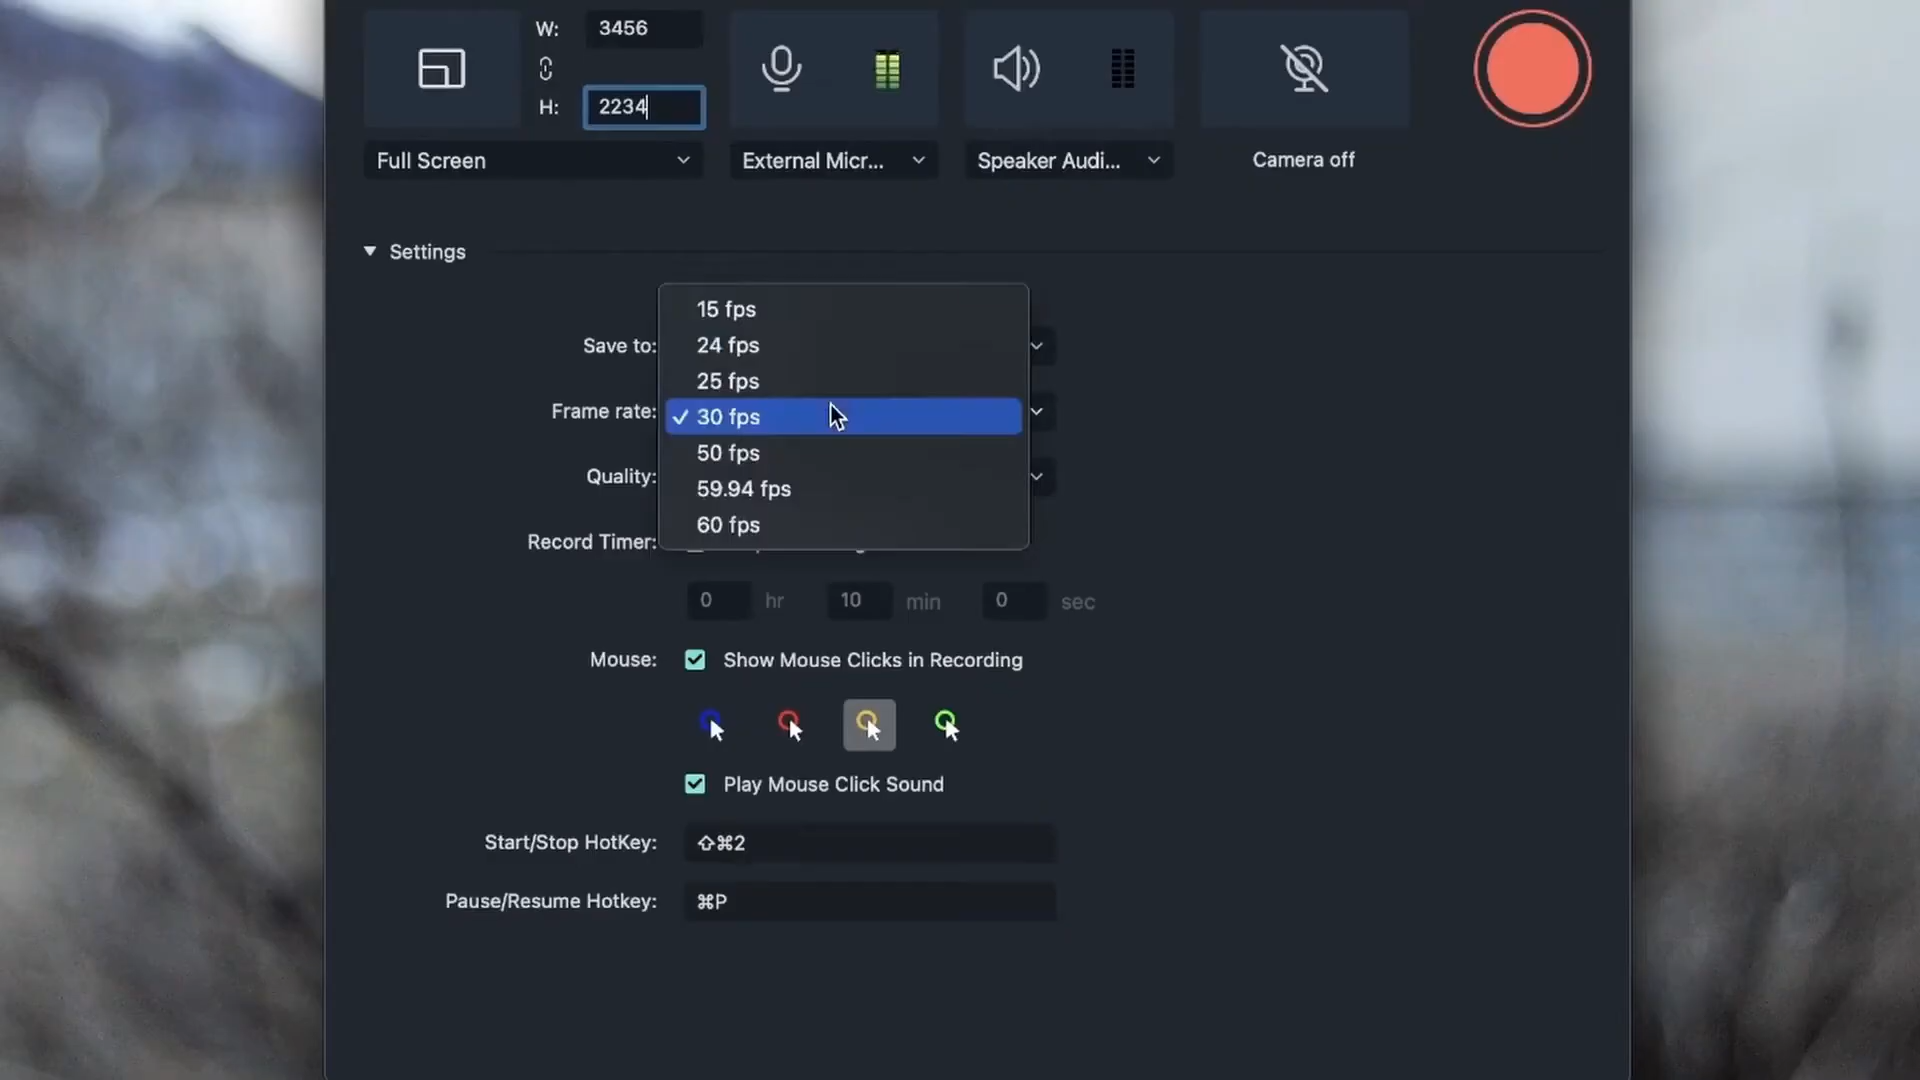 W: 3456
H: 2234
Full Screen
External Micr...
Speaker Audi...
Camera off
Settings
15 fps
Save to: 24 fps
25 fps
Frame rate: ✓ 30 fps
50 fps
Quality:
59.94 fps
60 fps
Record Timer:
0 hr 10 min 0 sec
Mouse: Show Mouse Clicks in Recording
Play Mouse Click Sound
Start/Stop HotKey: ⇧⌘2
Pause/Resume Hotkey: ⌘P